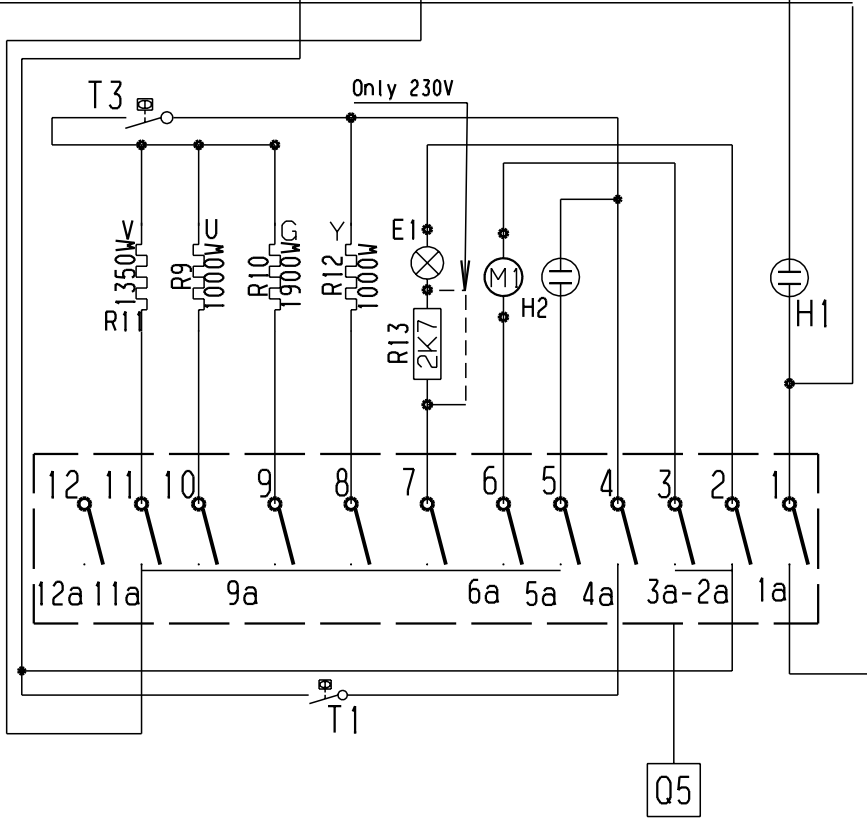 Only 230V
T3
V
U
G
Y
E1
1350W
R9
1000W
R10
1900W
R12
1000W
M1
H2
H1
R11
R13
2K7
12 11 10 9 8 7 6 5 4 3 2 1
12a 11a 9a 6a 5a 4a 3a-2a 1a
T1
Q5